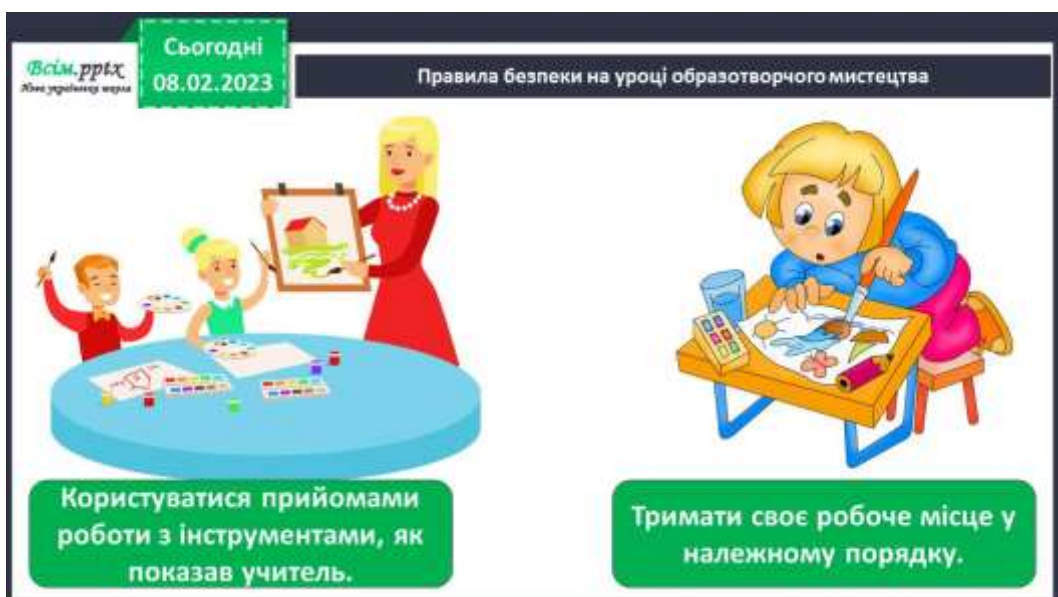 Всім.pptx
Нова українська школа
Сьогодні
08.02.2023
Правила безпеки на уроці образотворчого мистецтва
Користуватися прийомами
роботи з інструментами, як
показав учитель.
Тримати своє робоче місце у
належному порядку.